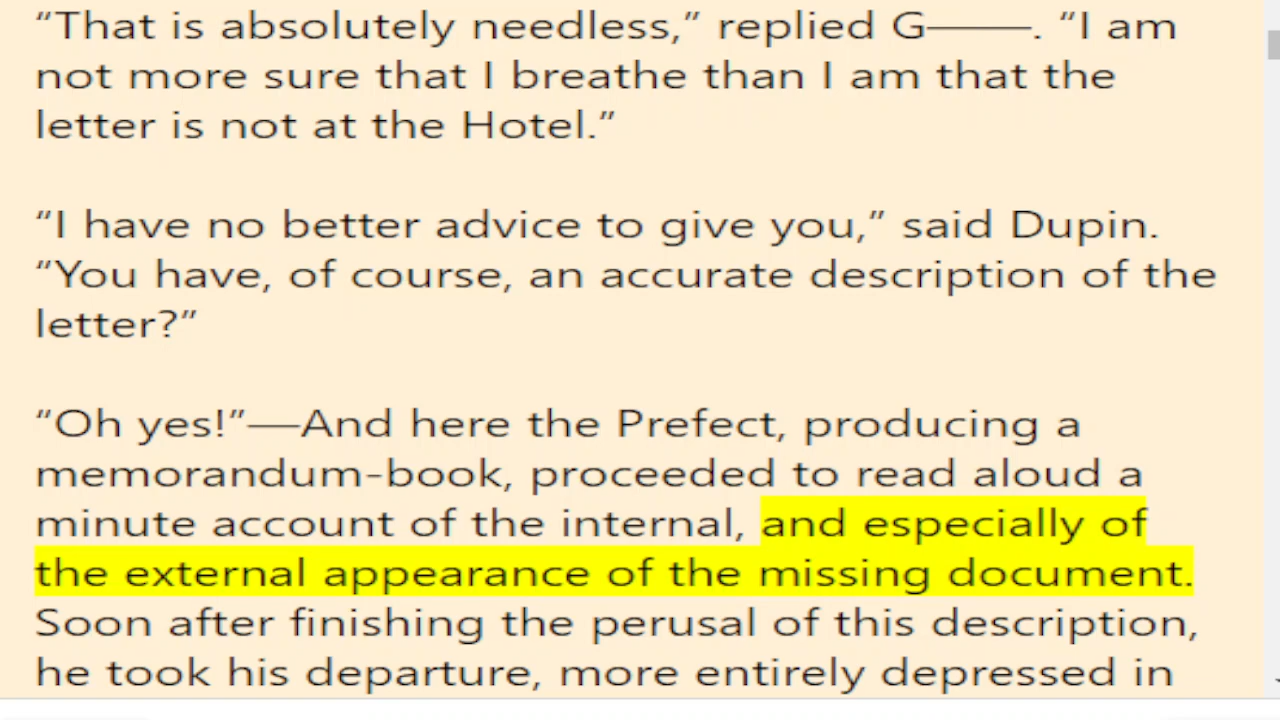 “That is absolutely needless,” replied G——. “I am
not more sure that I breathe than I am that the
letter is not at the Hotel.”
“I have no better advice to give you,” said Dupin.
“You have, of course, an accurate description of the
letter?”
“Oh yes!”—And here the Prefect, producing a
memorandum-book, proceeded to read aloud a
minute account of the internal, and especially of
the external appearance of the missing document.
Soon after finishing the perusal of this description,
he took his departure, more entirely depressed in